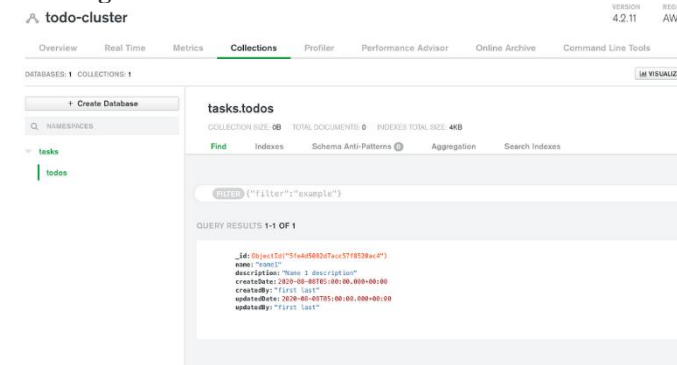 todo-cluster
VERSION
4.2.11
AW
Overview Real Time Metrics Collections Profiler Performance Advisor Online Archive Command Line Tools
DATABASES: 1 COLLECTIONS: 1
VISUALIZ
+ Create Database
NAMESPACES
tasks
todos
tasks.todos
COLLECTION SIZE: 0B TOTAL DOCUMENTS: 0 INDEXES TOTAL SIZE: 4KB
Find Indexes Schema Anti-Patterns 0 Aggregation Search Indexes
FILTER {"filter":"example"}
QUERY RESULTS 1-1 OF 1
name: "name1"
description: "Name 1 description"
createDate: 2020-08-08T05:00:00.000+00:00
createdBy: "first last"
updatedDate: 2020-08-08T05:00:00.000+00:00
updatedBy: "first last"